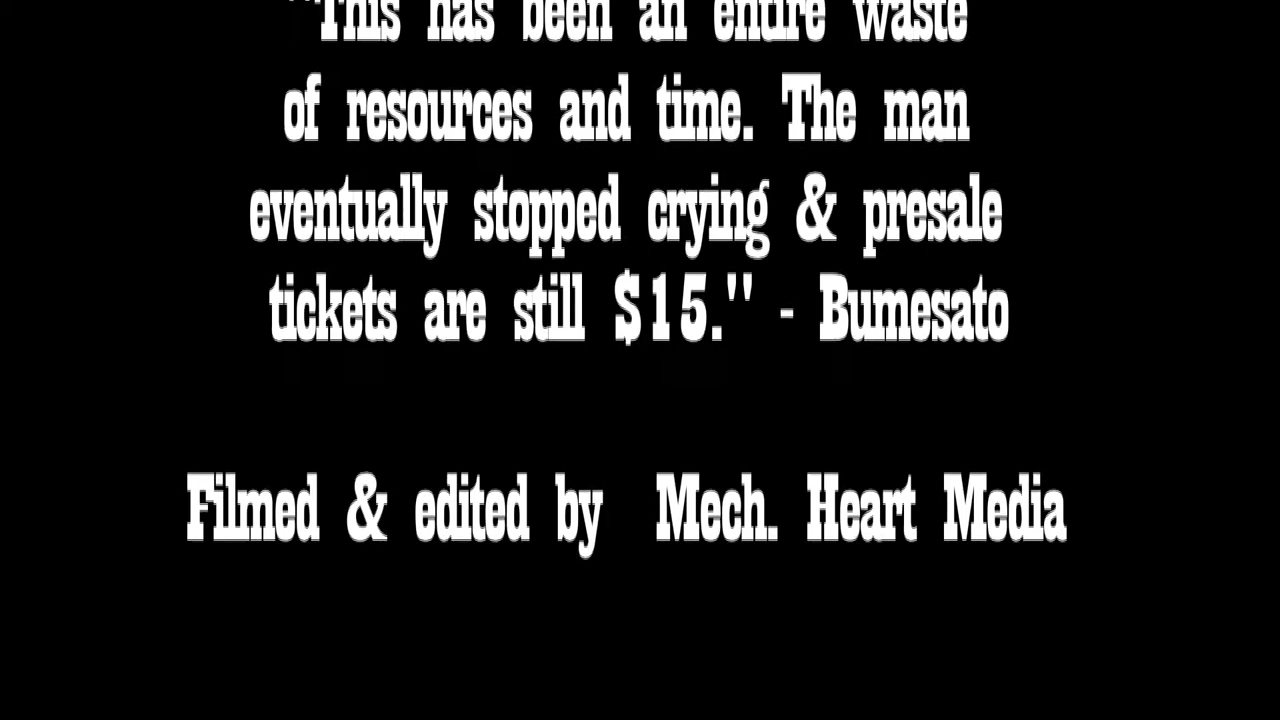 "This has been an entire waste
of resources and time. The man
eventually stopped crying & presale
tickets are still $15." - Bumesato
Filmed & edited by Mech. Heart Media